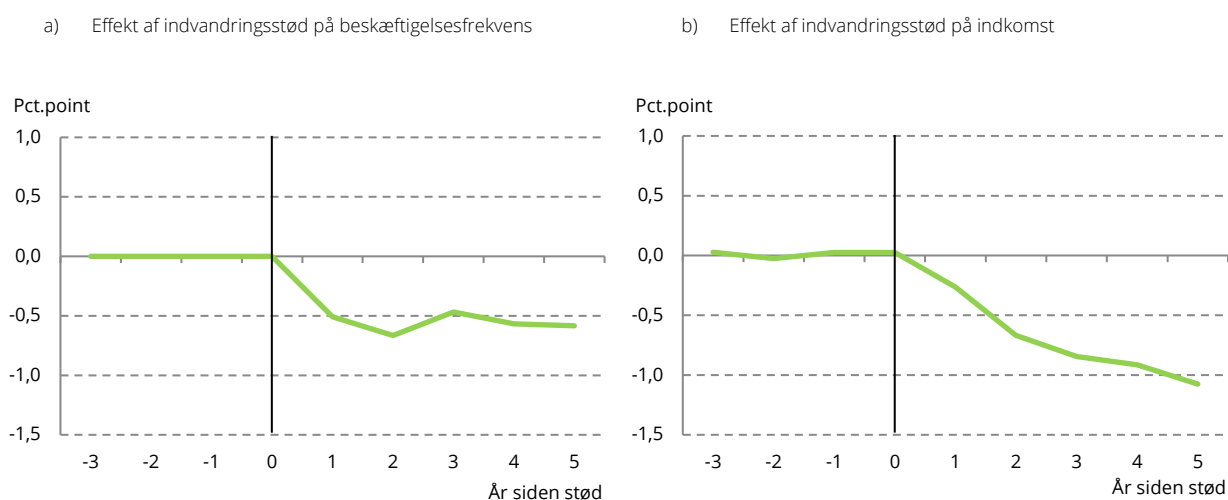 a) Effekt af indvandringsstød på beskæftigelsesfrekvens
Pct.point
1,0
0,5
0,0
-0,5
-1,0
-1,5
-3 -2 -1 0 1 2 3 4 5
År siden stød
b) Effekt af indvandringsstød på indkomst
Pct.point
1,0
0,5
0,0
-0,5
-1,0
-1,5
-3 -2 -1 0 1 2 3 4 5
År siden stød